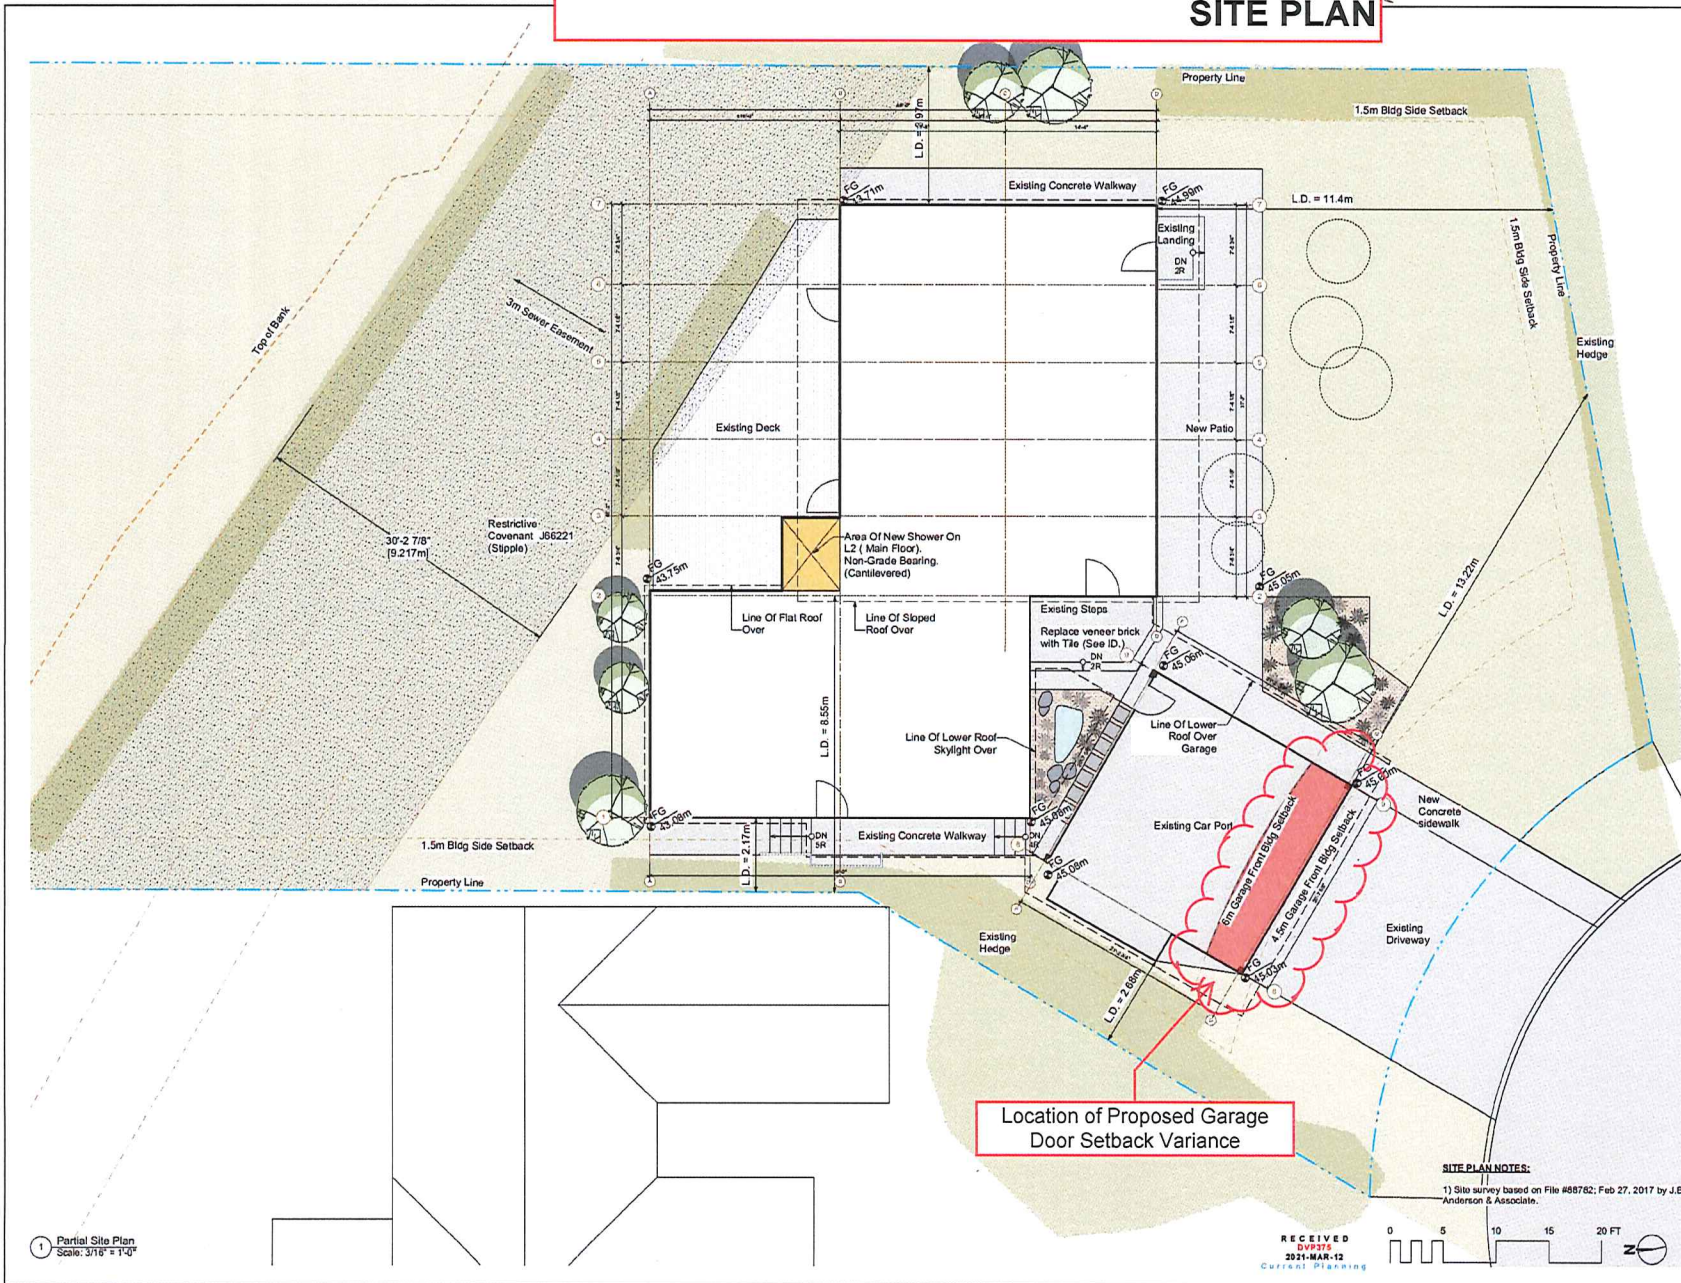 SITE PLAN
Property Line
1.5m Bldg Side Setback
FG
Existing Concrete Walkway
FG
L.D. = 11.4m
Existing
Landing
DN
2R
1.5m Bldg Side Setback
Property Line
3m Sewer Easement
Top of Bank
Existing
Hedge
Existing Deck
New Patio
Restrictive
Covenant J66221
(Stipple)
30'-2 7/8"
[9.217m]
Area Of New Shower On
L2 ( Main Floor).
Non-Grade Bearing.
(Cantilevered)
FG
43.75m
FG
45.05m
L.D. = 13.22m
Line Of Flat Roof
Over
Line Of Sloped
Roof Over
Existing Steps
Replace veneer brick
with Tile (See ID.)
DN
2R
FG
45.06m
L.D. = 8.55m
Line Of Lower Roof
Skylight Over
Line Of Lower
Roof Over
Garage
FG
43.08m
FG
FG
New
Concrete
sidewalk
Existing Car Port
6m Garage Front Bldg Setback
4.5m Garage Front Bldg Setback
1.5m Bldg Side Setback
L.D. = 2.17m
DN
5R
Existing Concrete Walkway
DN
4R
FG
45.08m
Property Line
Existing
Hedge
Existing
Driveway
FG
45.03m
L.D. = 2.68m
Location of Proposed Garage
Door Setback Variance
SITE PLAN NOTES:
1) Site survey based on File #88782; Feb 27, 2017 by J.E
Anderson & Associate.
1
Partial Site Plan
Scale: 3/16" = 1'-0"
RECEIVED
DVP375
2021-MAR-12
Current Planning
0 5 10 15 20 FT
Z